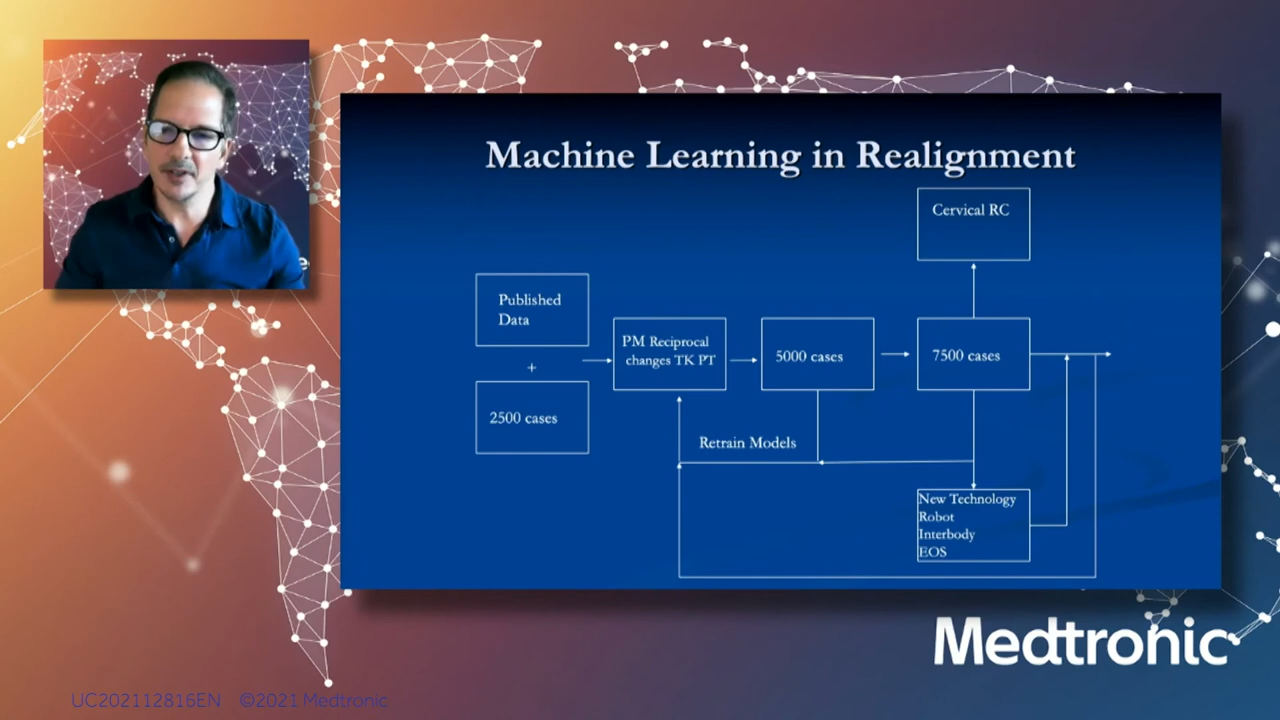 Machine Learning in Realignment
Cervical RC
Published
Data
+
2500 cases
PM Reciprocal
changes TK PT
5000 cases
7500 cases
Retrain Models
New Technology
Robot
Interbody
EOS
e
Medtronic
UC202112816EN ©2021 Medtronic